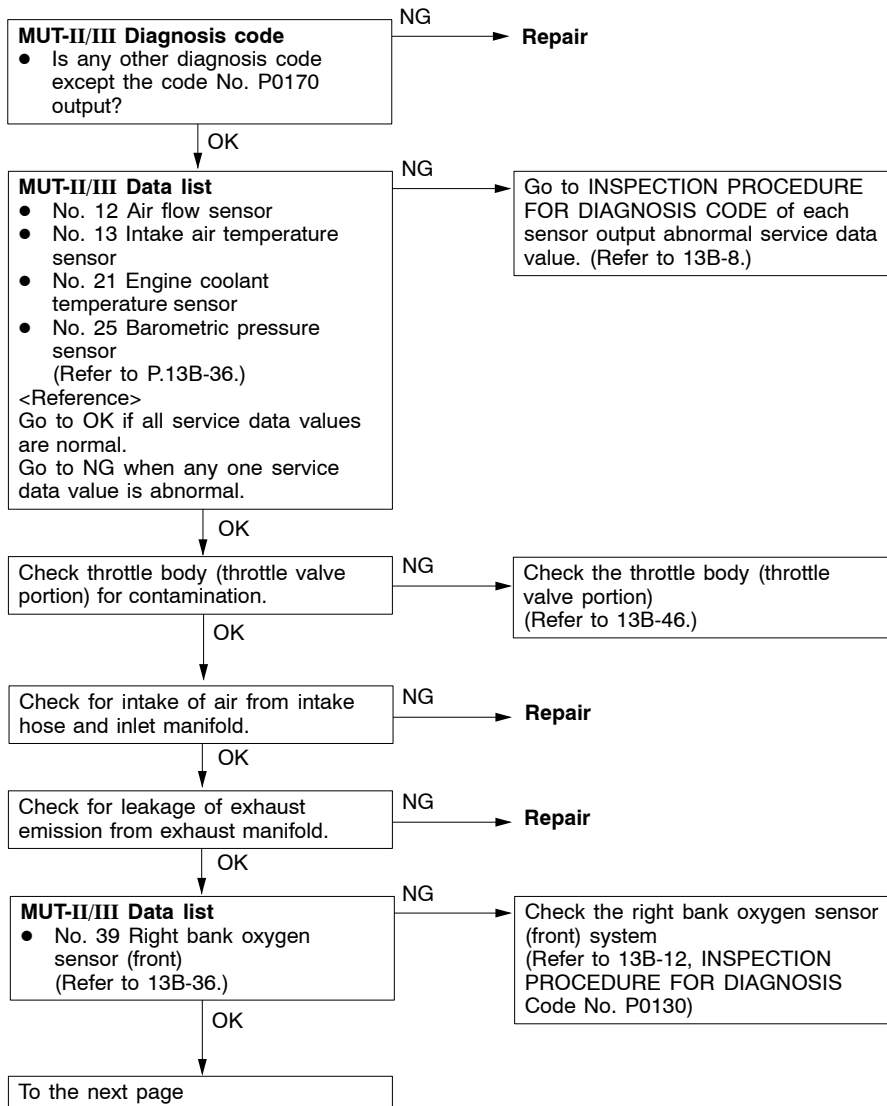 MUT-II/III Diagnosis code
● Is any other diagnosis code
except the code No. P0170
output?
NG
Repair
OK
MUT-II/III Data list
● No. 12 Air flow sensor
● No. 13 Intake air temperature
sensor
● No. 21 Engine coolant
temperature sensor
● No. 25 Barometric pressure
sensor
(Refer to P.13B-36.)
<Reference>
Go to OK if all service data values
are normal.
Go to NG when any one service
data value is abnormal.
NG
Go to INSPECTION PROCEDURE
FOR DIAGNOSIS CODE of each
sensor output abnormal service data
value. (Refer to 13B-8.)
OK
Check throttle body (throttle valve
portion) for contamination.
NG
Check the throttle body (throttle
valve portion)
(Refer to 13B-46.)
OK
Check for intake of air from intake
hose and inlet manifold.
NG
Repair
OK
Check for leakage of exhaust
emission from exhaust manifold.
NG
Repair
OK
MUT-II/III Data list
● No. 39 Right bank oxygen
sensor (front)
(Refer to 13B-36.)
NG
Check the right bank oxygen sensor
(front) system
(Refer to 13B-12, INSPECTION
PROCEDURE FOR DIAGNOSIS
Code No. P0130)
OK
To the next page